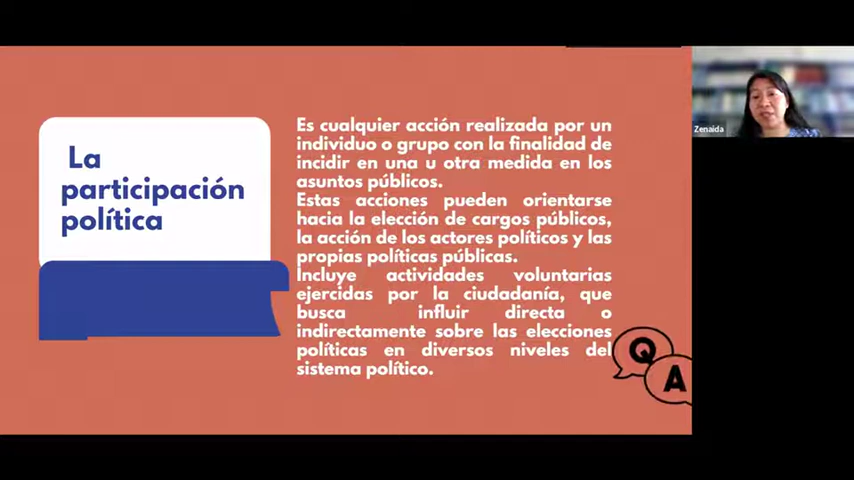 La
participación
política
Es cualquier acción realizada por un
individuo o grupo con la finalidad de
incidir en una u otra medida en los
asuntos públicos.
Estas acciones pueden orientarse
hacia la elección de cargos públicos,
la acción de los actores políticos y las
propias políticas públicas.
Incluye actividades voluntarias
ejercidas por la ciudadanía, que
busca influir directa o
indirectamente sobre las elecciones
políticas en diversos niveles del
sistema político.
Q
A
Zenaida